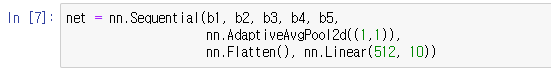 In [7]: net = nn.Sequential(b1, b2, b3, b4, b5,
nn.AdaptiveAvgPool2d((1,1)),
nn.Flatten(), nn.Linear(512, 10))